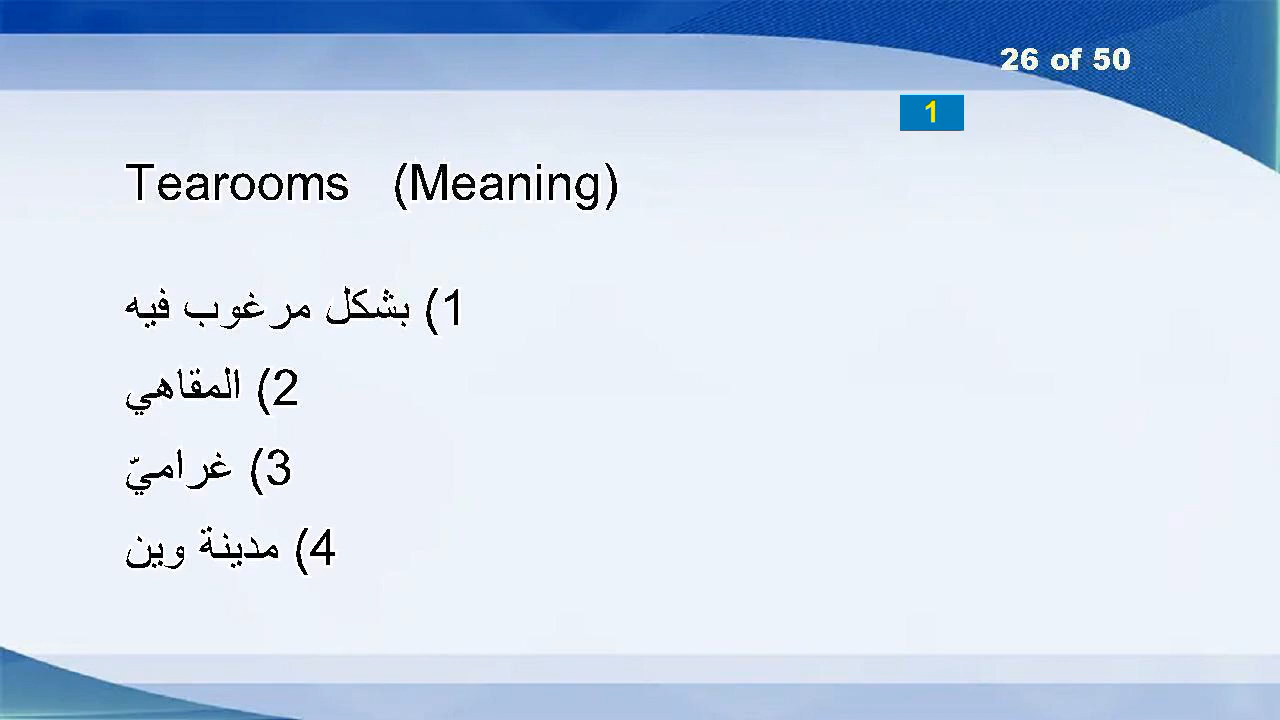 26 of 50
1
Tearooms (Meaning)
1) بشكل مرغوب فيه
2) المقاهي
3) غراميّ
4) مدينة وين